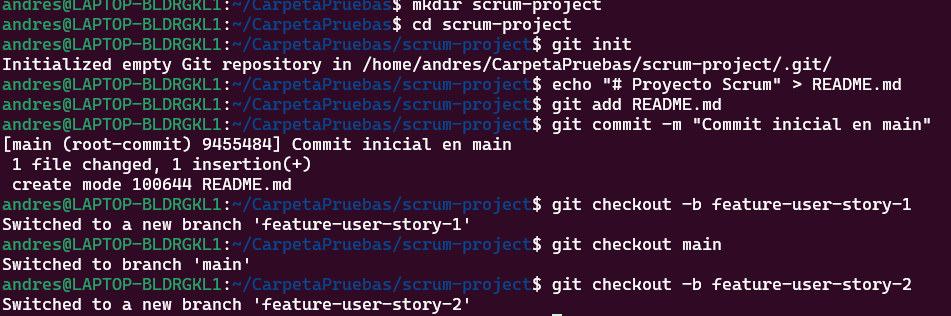 andres@LAPTOP-BLDRGKL1:~/CarpetaPruebas$ mkdir scrum-project
andres@LAPTOP-BLDRGKL1:~/CarpetaPruebas$ cd scrum-project
andres@LAPTOP-BLDRGKL1:~/CarpetaPruebas/scrum-project$ git init
Initialized empty Git repository in /home/andres/CarpetaPruebas/scrum-project/.git/
andres@LAPTOP-BLDRGKL1:~/CarpetaPruebas/scrum-project$ echo "# Proyecto Scrum" > README.md
andres@LAPTOP-BLDRGKL1:~/CarpetaPruebas/scrum-project$ git add README.md
andres@LAPTOP-BLDRGKL1:~/CarpetaPruebas/scrum-project$ git commit -m "Commit inicial en main"
[main (root-commit) 9455484] Commit inicial en main
 1 file changed, 1 insertion(+)
 create mode 100644 README.md
andres@LAPTOP-BLDRGKL1:~/CarpetaPruebas/scrum-project$ git checkout -b feature-user-story-1
Switched to a new branch 'feature-user-story-1'
andres@LAPTOP-BLDRGKL1:~/CarpetaPruebas/scrum-project$ git checkout main
Switched to branch 'main'
andres@LAPTOP-BLDRGKL1:~/CarpetaPruebas/scrum-project$ git checkout -b feature-user-story-2
Switched to a new branch 'feature-user-story-2'